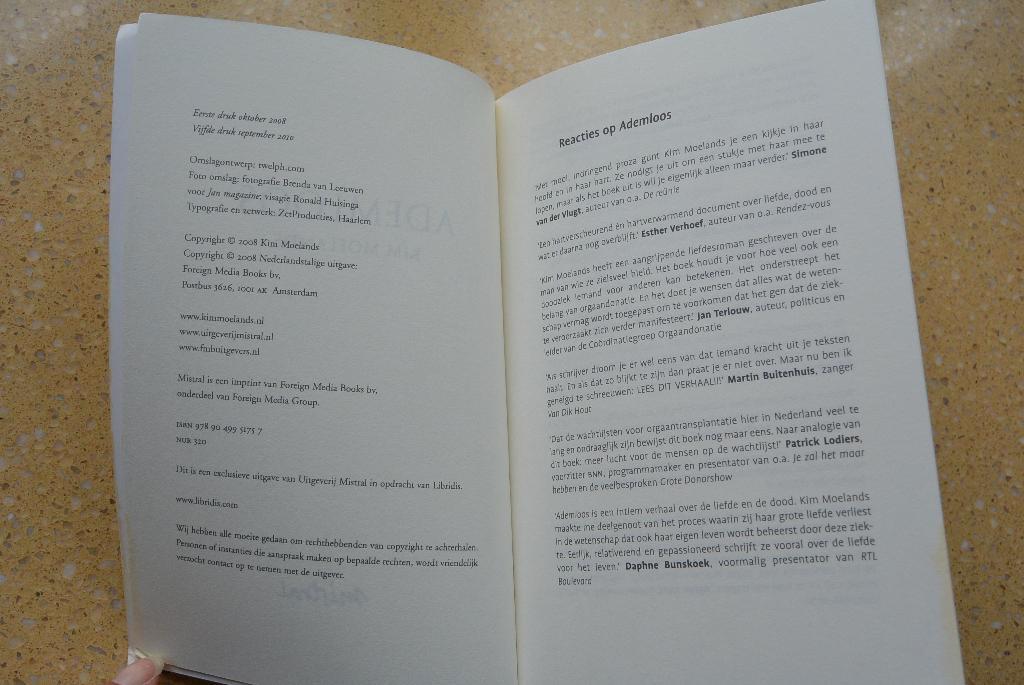 Eerste druk oktober 2008
Vijfde druk september 2010
Omslagontwerp: twelph.com
Foto omslag: fotografie Brenda van Leeuwen
voor Jan magazine; visagie Ronald Huisinga
Typografie en zetwerk: ZetProducties, Haarlem
Copyright © 2008 Kim Moelands
Copyright © 2008 Nederlandstalige uitgave:
Foreign Media Books bv,
Postbus 3626, 1001 AK Amsterdam
www.kimmoelands.nl
www.uitgeverijmistral.nl
www.fmbuitgevers.nl
Mistral is een imprint van Foreign Media Books bv,
onderdeel van Foreign Media Group.
ISBN 978 90 499 5175 7
NUR 320
Dit is een exclusieve uitgave van Uitgeverij Mistral in opdracht van Libridis.
www.libridis.com
Wij hebben alle moeite gedaan om rechthebbenden van copyright te achterhalen.
Personen of instanties die aanspraak maken op bepaalde rechten, wordt vriendelijk
verzocht contact op te nemen met de uitgever.
Reacties op Ademloos
'Met mooi, indringend proza gunt Kim Moelands je een kijkje in haar
hoofd en in haar hart. Ze nodigt je uit om een stukje met haar mee te
lopen, maar als het boek uit is wil je eigenlijk alleen maar verder.' Simone
van der Vlugt, auteur van o.a. De reünie
'Een hartverscheurend én hartverwarmend document over liefde, dood en
wat er daarna nog overblijft.' Esther Verhoef, auteur van o.a. Rendez-vous
'Kim Moelands heeft een aangrijpende liefdesroman geschreven over de
man van wie ze zielsveel hield. Het boek houdt je voor hoe veel ook een
doodziek iemand voor anderen kan betekenen. Het onderstreept het
belang van orgaandonatie. En het doet je wensen dat alles wat de weten-
schap vermag wordt toegepast om te voorkomen dat het gen dat de ziek-
te veroorzaakt zich verder manifesteert.' Jan Terlouw, auteur, politicus en
leider van de Coördinatiegroep Orgaandonatie
'Als schrijver droom je er wel eens van dat iemand kracht uit je teksten
haalt. En als dat zo blijkt te zijn dan praat je er niet over. Maar nu ben ik
geneigd te schreeuwen: LEES DIT VERHAAL!!!' Martin Buitenhuis, zanger
Van Dik Hout
'Dat de wachtlijsten voor orgaantransplantatie hier in Nederland veel te
lang en ondraaglijk zijn bewijst dit boek nog maar eens. Naar analogie van
dit boek: meer lucht voor de mensen op de wachtlijst!' Patrick Lodiers,
voorzitter BNN, programmamaker en presentator van o.a. Je zal het maar
hebben en de veelbesproken Grote Donorshow
'Ademloos is een intiem verhaal over de liefde en de dood. Kim Moelands
maakte me deelgenoot van het proces waarin zij haar grote liefde verliest
in de wetenschap dat ook haar eigen leven wordt beheerst door deze ziek-
te. Eerlijk, relativerend en gepassioneerd schrijft ze vooral over de liefde
voor het leven.' Daphne Bunskoek, voormalig presentator van RTL
Boulevard